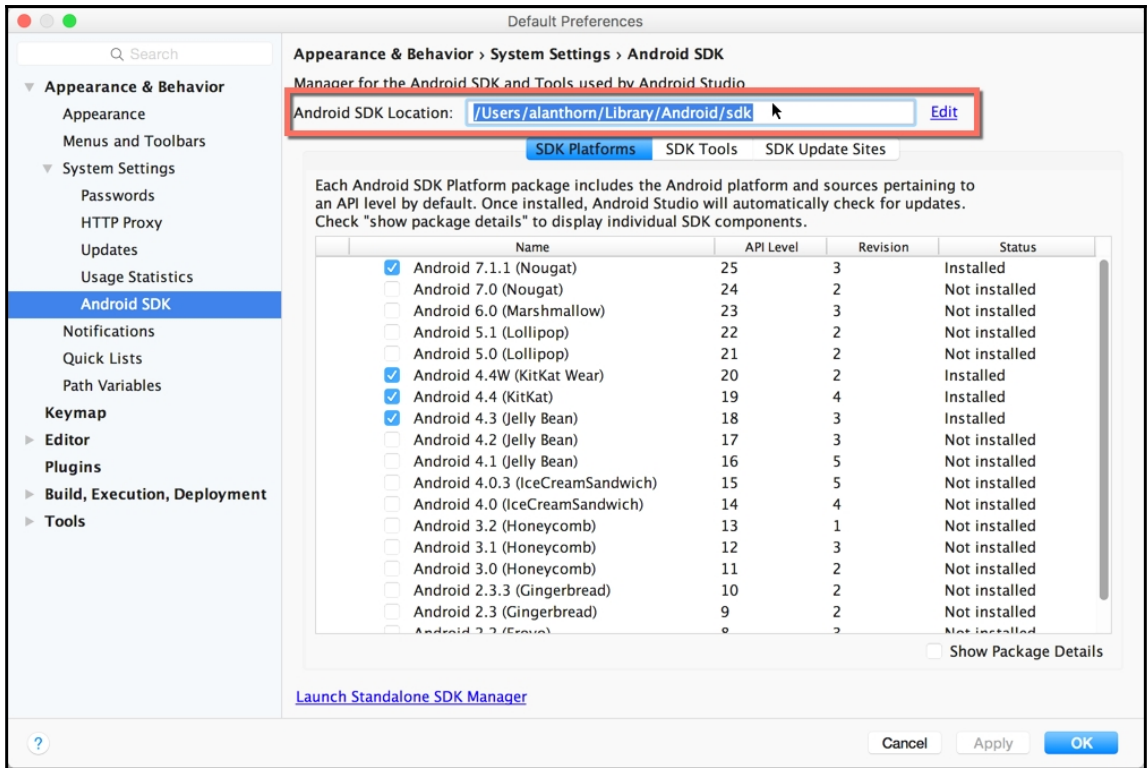 Default Preferences
Search
Appearance & Behavior
Appearance
Menus and Toolbars
System Settings
Passwords
HTTP Proxy
Updates
Usage Statistics
Android SDK
Notifications
Quick Lists
Path Variables
Keymap
Editor
Plugins
Build, Execution, Deployment
Tools
Appearance & Behavior › System Settings › Android SDK
Manager for the Android SDK and Tools used by Android Studio
Android SDK Location: /Users/alanthorn/Library/Android/sdk Edit
SDK Platforms SDK Tools SDK Update Sites
Each Android SDK Platform package includes the Android platform and sources pertaining to
an API level by default. Once installed, Android Studio will automatically check for updates.
Check "show package details" to display individual SDK components.
Name API Level Revision Status
Android 7.1.1 (Nougat) 25 3 Installed
Android 7.0 (Nougat) 24 2 Not installed
Android 6.0 (Marshmallow) 23 3 Not installed
Android 5.1 (Lollipop) 22 2 Not installed
Android 5.0 (Lollipop) 21 2 Not installed
Android 4.4W (KitKat Wear) 20 2 Installed
Android 4.4 (KitKat) 19 4 Installed
Android 4.3 (Jelly Bean) 18 3 Installed
Android 4.2 (Jelly Bean) 17 3 Not installed
Android 4.1 (Jelly Bean) 16 5 Not installed
Android 4.0.3 (IceCreamSandwich) 15 5 Not installed
Android 4.0 (IceCreamSandwich) 14 4 Not installed
Android 3.2 (Honeycomb) 13 1 Not installed
Android 3.1 (Honeycomb) 12 3 Not installed
Android 3.0 (Honeycomb) 11 2 Not installed
Android 2.3.3 (Gingerbread) 10 2 Not installed
Android 2.3 (Gingerbread) 9 2 Not installed
Android 2.2 (Froyo) 8 Not installed
Show Package Details
Launch Standalone SDK Manager
?
Cancel Apply OK